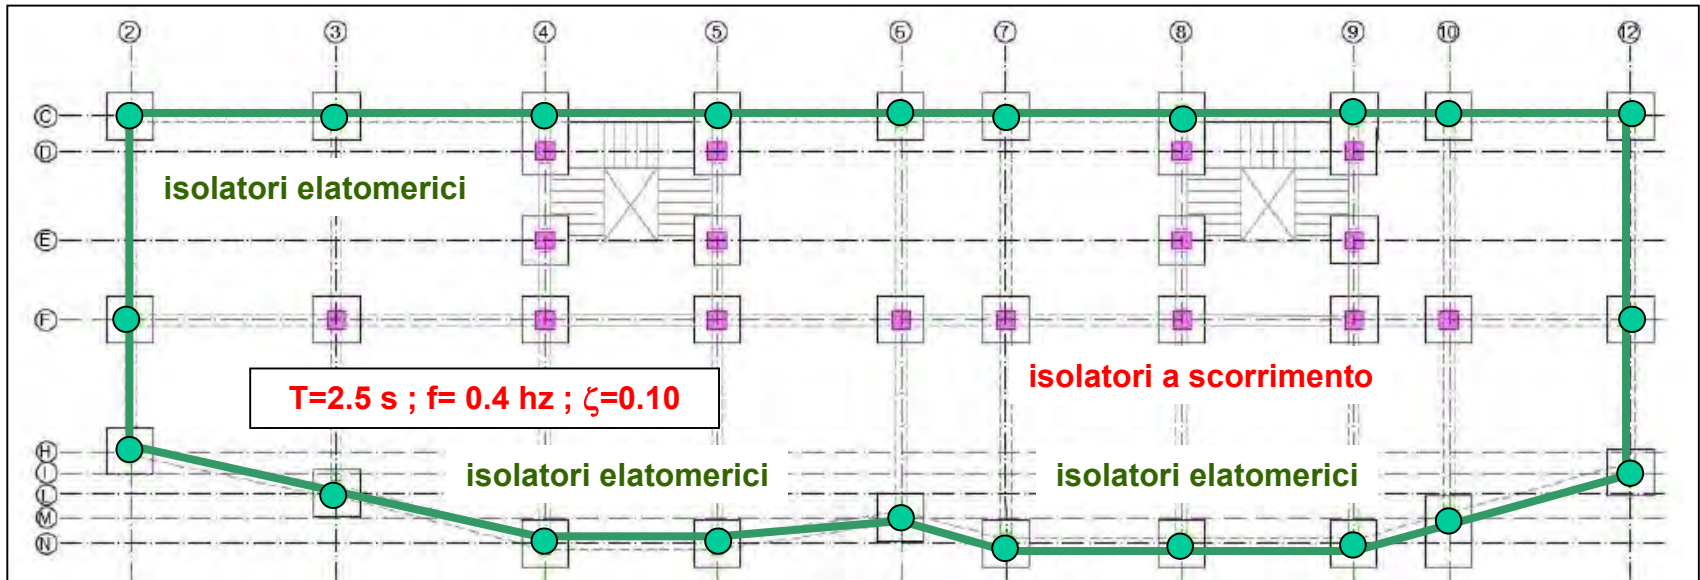 2 3 4 5 6 7 8 9 10 12
C
D
isolatori elatomerici
E
F
isolatori a scorrimento
T=2.5 s ; f= 0.4 hz ; ζ=0.10
H
isolatori elatomerici isolatori elatomerici
I
L
M
N